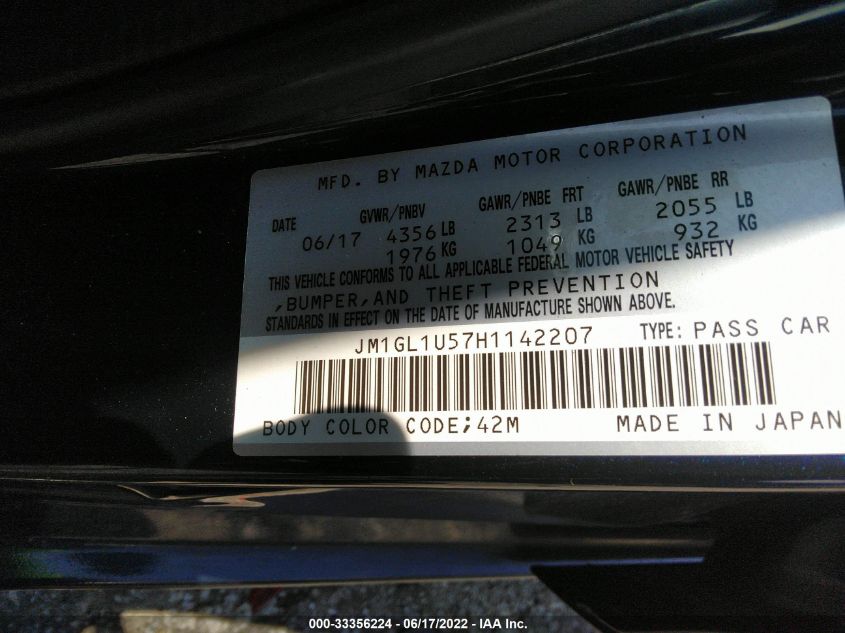 MFD. BY MAZDA MOTOR CORPORATION
DATE GVWR/PNBV GAWR/PNBE FRT GAWR/PNBE RR
06/17 4356 LB 2313 LB 2055 LB
1976 KG 1049 KG 932 KG
THIS VEHICLE CONFORMS TO ALL APPLICABLE FEDERAL MOTOR VEHICLE SAFETY
,BUMPER,AND THEFT PREVENTION
STANDARDS IN EFFECT ON THE DATE OF MANUFACTURE SHOWN ABOVE.
JM1GL1U57H1142207 TYPE: PASS CAR
BODY COLOR CODE;42M MADE IN JAPAN
000-33356224 - 06/17/2022 - © IAA, Inc.